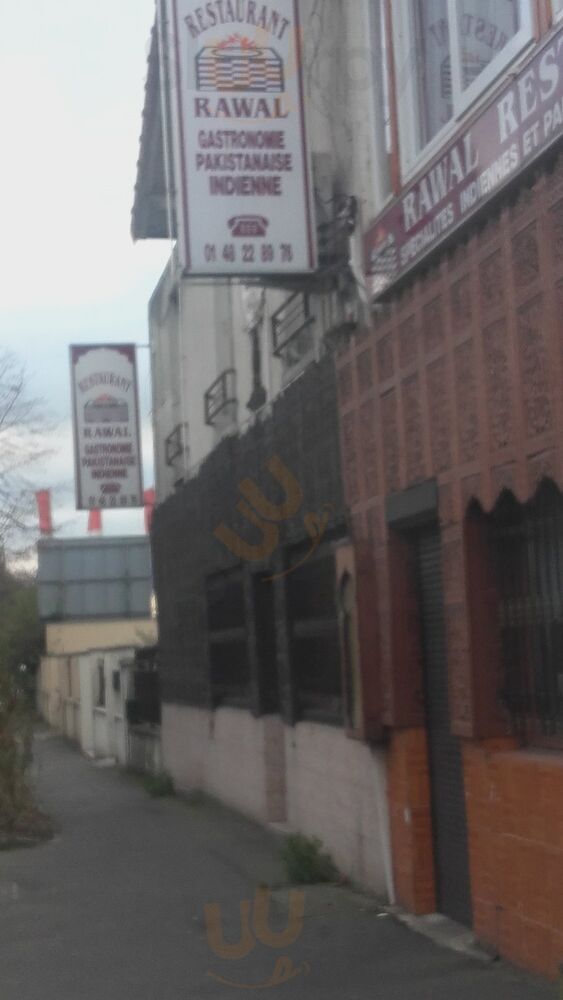 RESTAURANT
RAWAL
GASTRONOMIE
PAKISTANAISE
INDIENNE
01 48 22 89 76
RAWAL REST
SPECIALITES INDIENNES ET PA
RESTAURANT
RAWAL
GASTRONOMIE
PAKISTANAISE
INDIENNE